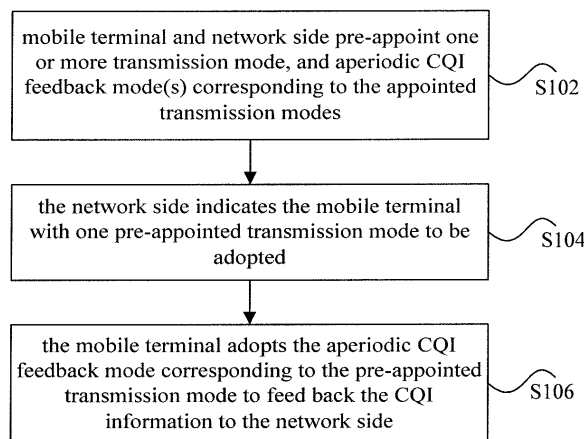 mobile terminal and network side pre-appoint one
or more transmission mode, and aperiodic CQI
feedback mode(s) corresponding to the appointed
transmission modes
S102
the network side indicates the mobile terminal
with one pre-appointed transmission mode to be
adopted
S104
the mobile terminal adopts the aperiodic CQI
feedback mode corresponding to the pre-appointed
transmission mode to feed back the CQI
information to the network side
S106